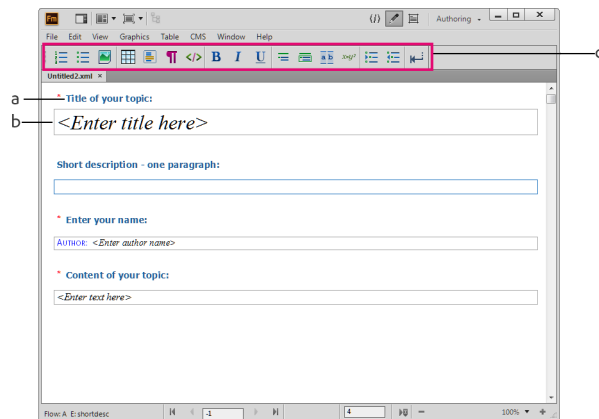 Fm Authoring
File Edit View Graphics Table CMS Window Help
B I U a b x+y²
Untitled2.xml ×
a * Title of your topic:
b <Enter title here>
c
Short description - one paragraph:
* Enter your name:
AUTHOR: <Enter author name>
* Content of your topic:
<Enter text here>
Flow: A E: shortdesc -1 4 100%